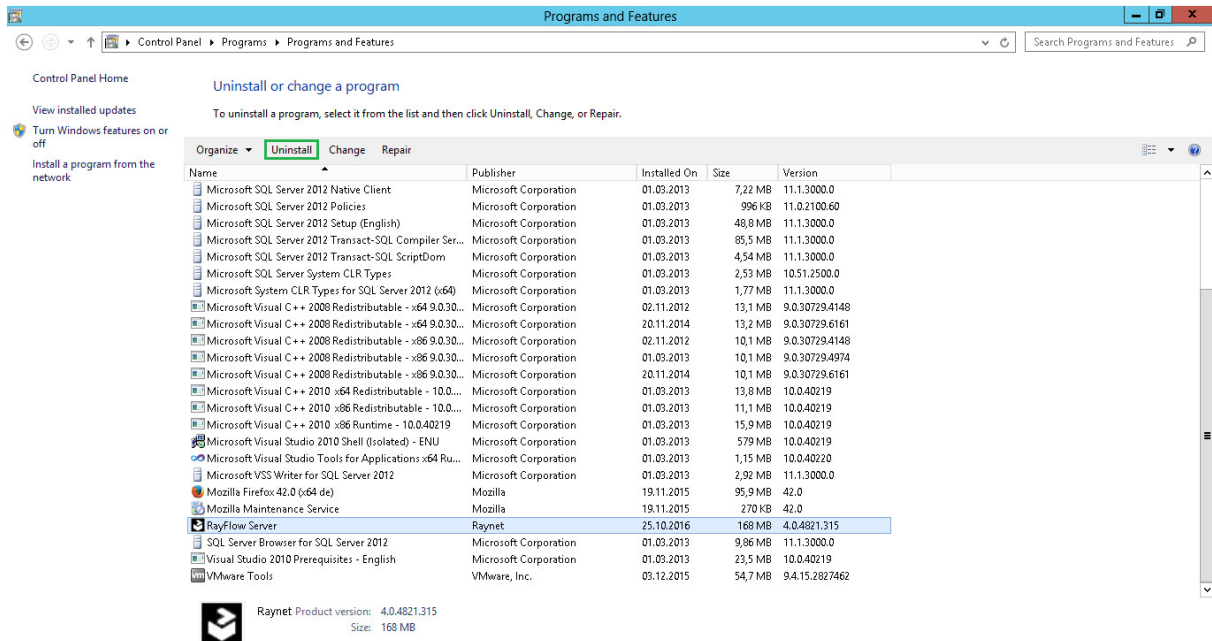 Programs and Features
Control Panel Programs Programs and Features
Search Programs and Features
Control Panel Home
View installed updates
Turn Windows features on or
off
Install a program from the
network
Uninstall or change a program
To uninstall a program, select it from the list and then click Uninstall, Change, or Repair.
Organize Uninstall Change Repair
Name Publisher Installed On Size Version
Microsoft SQL Server 2012 Native Client Microsoft Corporation 01.03.2013 7,22 MB 11.1.3000.0
Microsoft SQL Server 2012 Policies Microsoft Corporation 01.03.2013 996 KB 11.0.2100.60
Microsoft SQL Server 2012 Setup (English) Microsoft Corporation 01.03.2013 48,8 MB 11.1.3000.0
Microsoft SQL Server 2012 Transact-SQL Compiler Ser... Microsoft Corporation 01.03.2013 85,5 MB 11.1.3000.0
Microsoft SQL Server 2012 Transact-SQL ScriptDom Microsoft Corporation 01.03.2013 4,54 MB 11.1.3000.0
Microsoft SQL Server System CLR Types Microsoft Corporation 01.03.2013 2,53 MB 10.51.2500.0
Microsoft System CLR Types for SQL Server 2012 (x64) Microsoft Corporation 01.03.2013 1,77 MB 11.1.3000.0
Microsoft Visual C++ 2008 Redistributable - x64 9.0.30... Microsoft Corporation 02.11.2012 13,1 MB 9.0.30729.4148
Microsoft Visual C++ 2008 Redistributable - x64 9.0.30... Microsoft Corporation 20.11.2014 13,2 MB 9.0.30729.6161
Microsoft Visual C++ 2008 Redistributable - x86 9.0.30... Microsoft Corporation 02.11.2012 10,1 MB 9.0.30729.4148
Microsoft Visual C++ 2008 Redistributable - x86 9.0.30... Microsoft Corporation 01.03.2013 10,1 MB 9.0.30729.4974
Microsoft Visual C++ 2008 Redistributable - x86 9.0.30... Microsoft Corporation 20.11.2014 10,1 MB 9.0.30729.6161
Microsoft Visual C++ 2010 x64 Redistributable - 10.0.... Microsoft Corporation 01.03.2013 13,8 MB 10.0.40219
Microsoft Visual C++ 2010 x86 Redistributable - 10.0.... Microsoft Corporation 01.03.2013 11,1 MB 10.0.40219
Microsoft Visual C++ 2010 x86 Runtime - 10.0.40219 Microsoft Corporation 01.03.2013 15,9 MB 10.0.40219
Microsoft Visual Studio 2010 Shell (Isolated) - ENU Microsoft Corporation 01.03.2013 579 MB 10.0.40219
Microsoft Visual Studio Tools for Applications x64 Ru... Microsoft Corporation 01.03.2013 1,15 MB 10.0.40220
Microsoft VSS Writer for SQL Server 2012 Microsoft Corporation 01.03.2013 2,92 MB 11.1.3000.0
Mozilla Firefox 42.0 (x64 de) Mozilla 19.11.2015 95,9 MB 42.0
Mozilla Maintenance Service Mozilla 19.11.2015 270 KB 42.0
RayFlow Server Raynet 25.10.2016 168 MB 4.0.4821.315
SQL Server Browser for SQL Server 2012 Microsoft Corporation 01.03.2013 9,86 MB 11.1.3000.0
Visual Studio 2010 Prerequisites - English Microsoft Corporation 01.03.2013 23,5 MB 10.0.40219
vm VMware Tools VMware, Inc. 03.12.2015 54,7 MB 9.4.15.2827462
Raynet Product version: 4.0.4821.315
Size: 168 MB